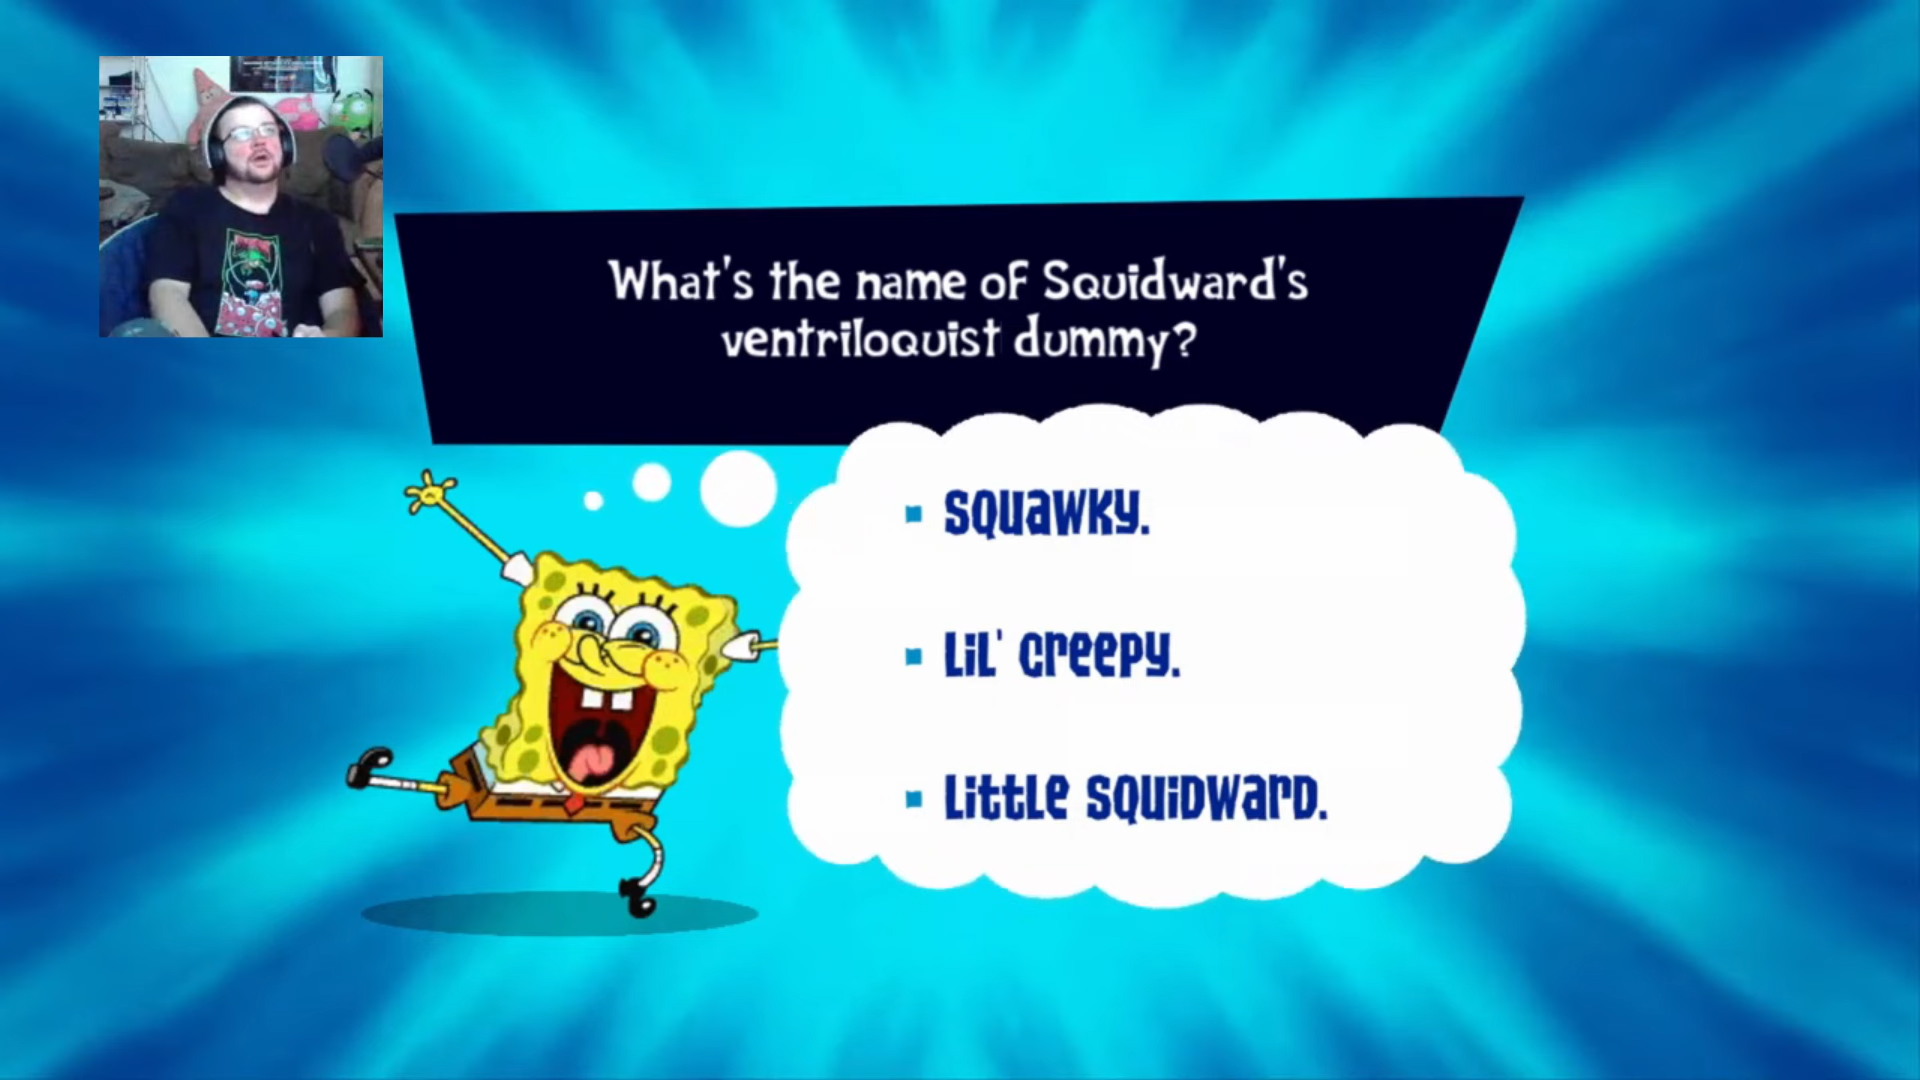 What's the name of Squidward's
ventriloquist dummy?
Squawky.
Lil' Creepy.
Little Squidward.